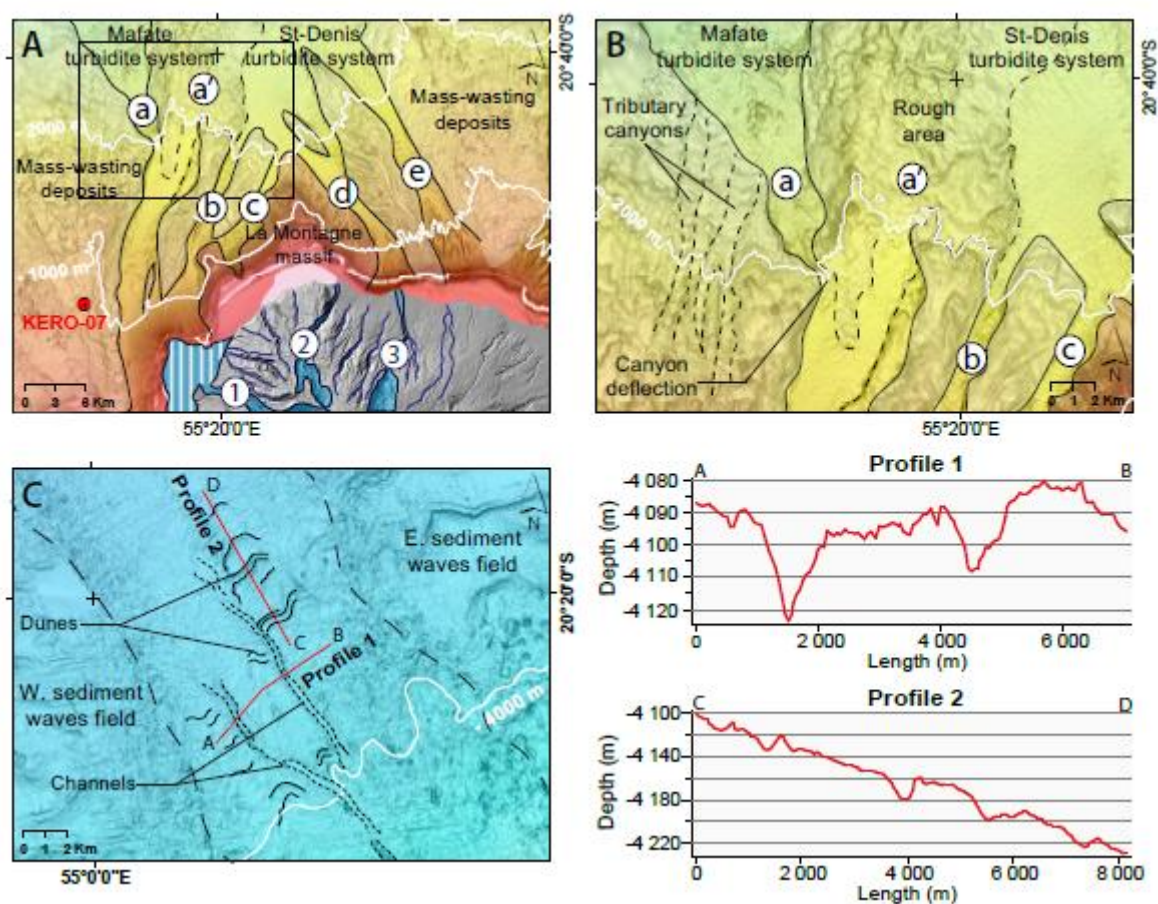 A
Mafate
turbidite system
St-Denis
turbidite system
20°40'0"S
N
a
a'
Mass-wasting
deposits
2000 m
Mass-wasting
deposits
b
c
d
e
La Montagne
massif
- 1000 m
KERO-07
1
2
3
0 3 6 Km
55°20'0"E
B
Mafate
turbidite system
St-Denis
turbidite system
20°40'0"S
Tributary
canyons
Rough
area
a
a'
-2000 m
b
c
Canyon
deflection
N
0 1 2 Km
55°20'0"E
C
D
Profile 2
E. sediment
waves field
N
20°20'0"S
Dunes
C
B
Profile 1
W. sediment
waves field
A
-4000 m
Channels
0 1 2 Km
55°0'0"E
Profile 1
A
B
Depth (m)
-4 080
-4 090
-4 100
-4 110
-4 120
0 2 000 4 000 6 000
Length (m)
Profile 2
C
D
Depth (m)
-4 100
-4 140
-4 180
-4 220
0 2 000 4 000 6 000 8 000
Length (m)